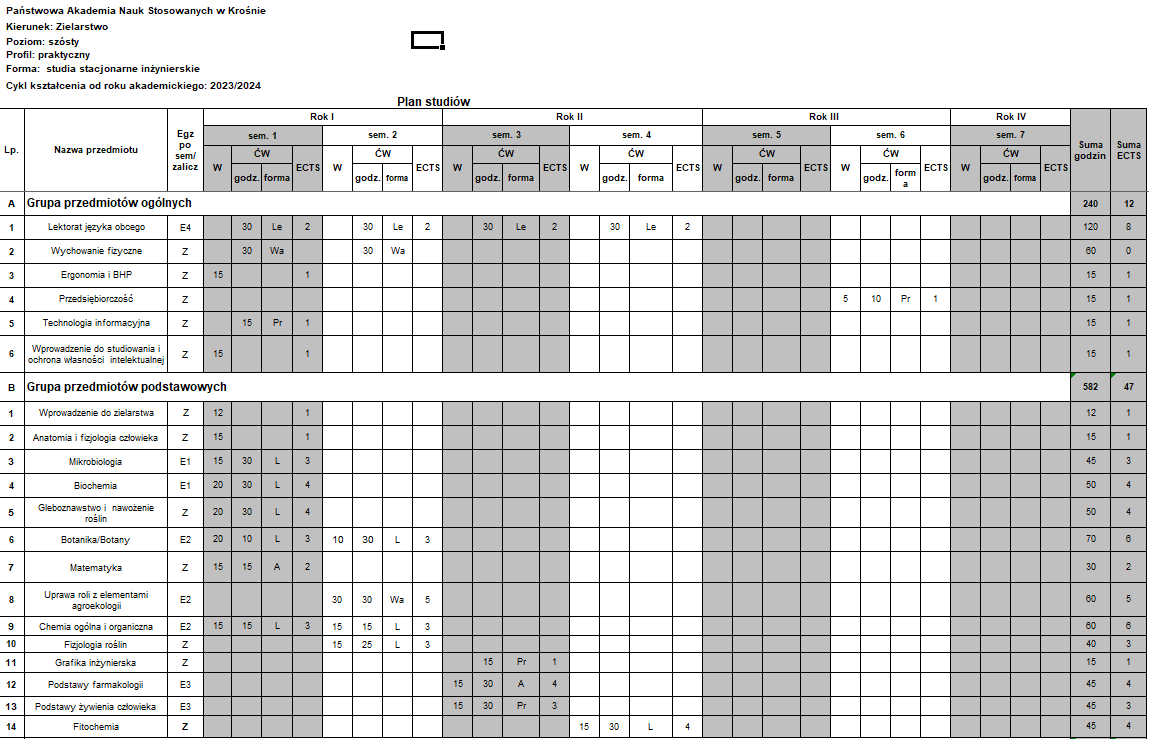 Państwowa Akademia Nauk Stosowanych w Krośnie
Kierunek: Zielarstwo
Poziom: szósty
Profil: praktyczny
Forma: studia stacjonarne inżynierskie
Cykl kształcenia od roku akademickiego: 2023/2024
Plan studiów
Lp. Nazwa przedmiotu Egz po sem/ zalicz Rok I Rok II Rok III Rok IV Suma godzin Suma ECTS
sem. 1 sem. 2 sem. 3 sem. 4 sem. 5 sem. 6 sem. 7
W ĆW ECTS W ĆW ECTS W ĆW ECTS W ĆW ECTS W ĆW ECTS W ĆW ECTS W ĆW ECTS
godz. forma godz. forma godz. forma godz. forma godz. forma godz. forma godz. forma
A Grupa przedmiotów ogólnych 240 12
1 Lektorat języka obcego E4 30 Le 2 30 Le 2 30 Le 2 30 Le 2 120 8
2 Wychowanie fizyczne Z 30 Wa 30 Wa 60 0
3 Ergonomia i BHP Z 15 1 15 1
4 Przedsiębiorczość Z 5 10 Pr 1 15 1
5 Technologia informacyjna Z 15 Pr 1 15 1
6 Wprowadzenie do studiowania i ochrona własności intelektualnej Z 15 1 15 1
B Grupa przedmiotów podstawowych 582 47
1 Wprowadzenie do zielarstwa Z 12 1 12 1
2 Anatomia i fizjologia człowieka Z 15 1 15 1
3 Mikrobiologia E1 15 30 L 3 45 3
4 Biochemia E1 20 30 L 4 50 4
5 Gleboznawstwo i nawożenie roślin Z 20 30 L 4 50 4
6 Botanika/Botany E2 20 10 L 3 10 30 L 3 70 6
7 Matematyka Z 15 15 A 2 30 2
8 Uprawa roli z elementami agroekologii E2 30 30 Wa 5 60 5
9 Chemia ogólna i organiczna E2 15 15 L 3 15 15 L 3 60 6
10 Fizjologia roślin Z 15 25 L 3 40 3
11 Grafika inżynierska Z 15 Pr 1 15 1
12 Podstawy farmakologii E3 15 30 A 4 45 4
13 Podstawy żywienia człowieka E3 15 30 Pr 3 45 3
14 Fitochemia Z 15 30 L 4 45 4